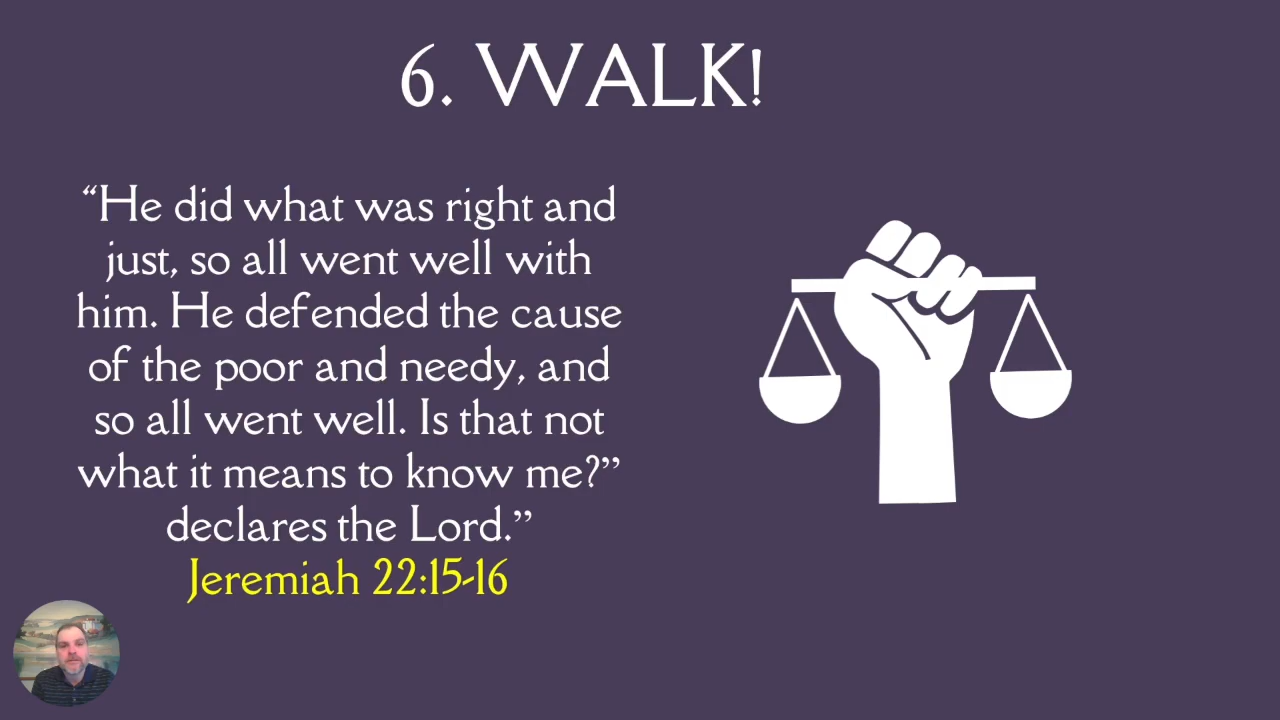 6. WALK!
“He did what was right and
just, so all went well with
him. He defended the cause
of the poor and needy, and
so all went well. Is that not
what it means to know me?”
declares the Lord.”
Jeremiah 22:15-16